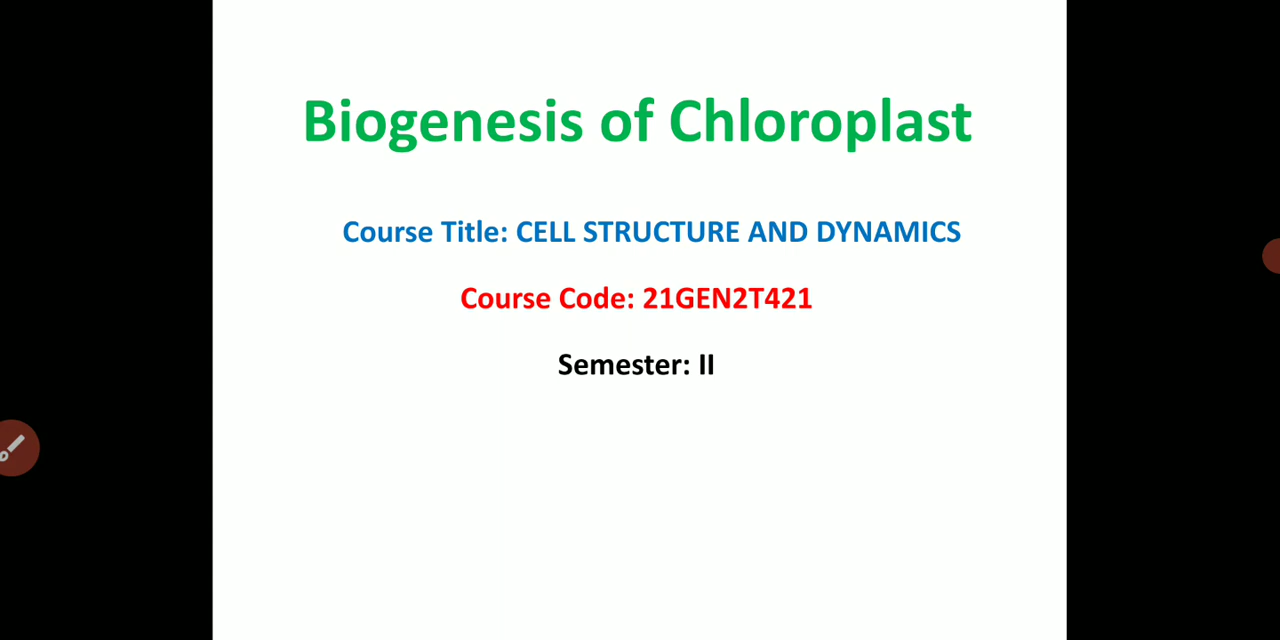 Biogenesis of Chloroplast
Course Title: CELL STRUCTURE AND DYNAMICS
Course Code: 21GEN2T421
Semester: II